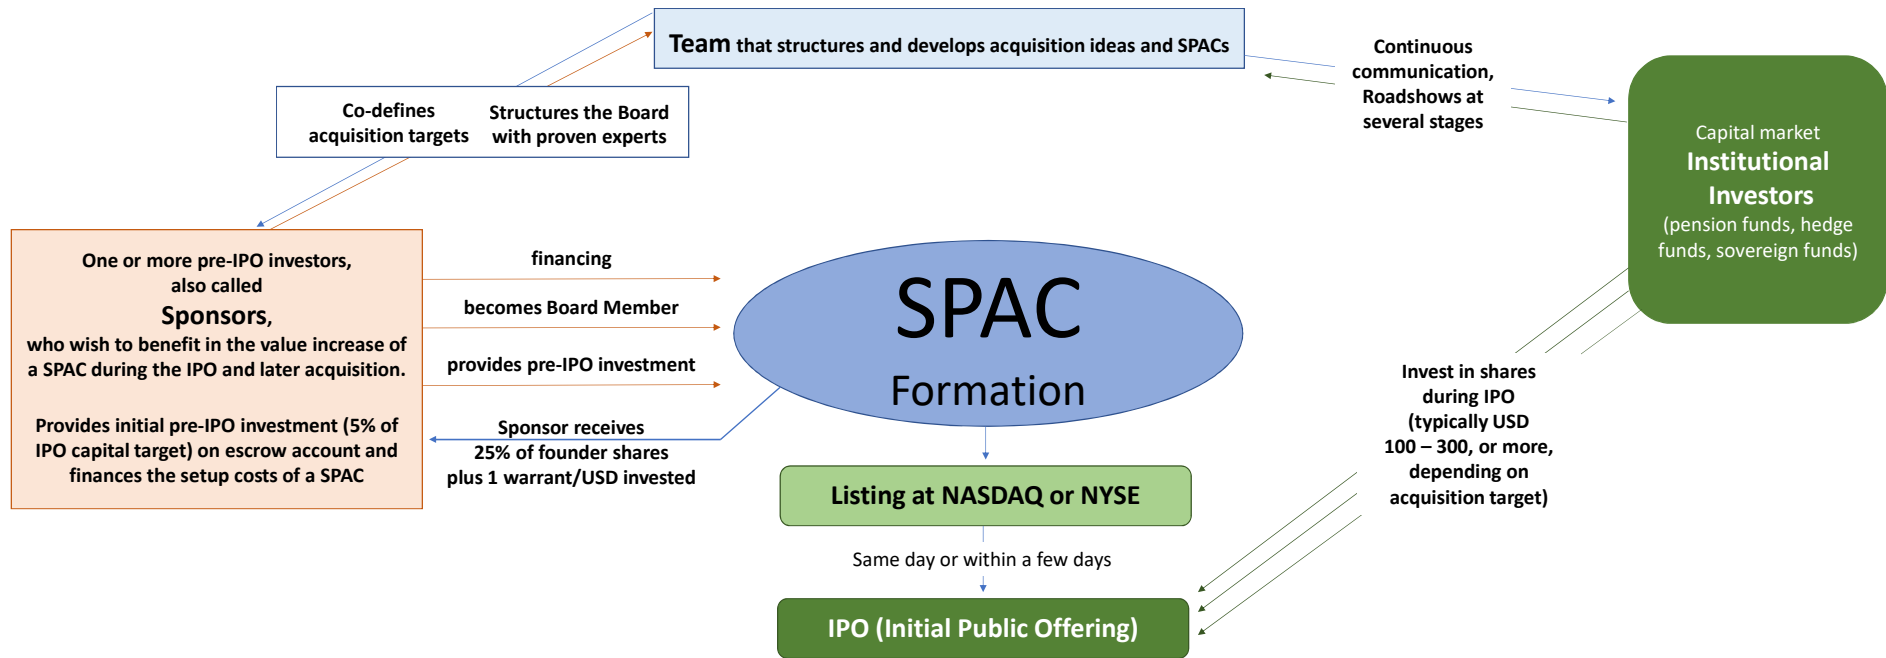 Team that structures and develops acquisition ideas and SPACs
Continuous
communication,
Roadshows at
several stages
Co-defines
acquisition targets
Structures the Board
with proven experts
Capital market
Institutional
Investors
(pension funds, hedge
funds, sovereign funds)
One or more pre-IPO investors,
also called
Sponsors,
who wish to benefit in the value increase of
a SPAC during the IPO and later acquisition.
Provides initial pre-IPO investment (5% of
IPO capital target) on escrow account and
finances the setup costs of a SPAC
financing
becomes Board Member
provides pre-IPO investment
Sponsor receives
25% of founder shares
plus 1 warrant/USD invested
SPAC
Formation
Invest in shares
during IPO
(typically USD
100 – 300, or more,
depending on
acquisition target)
Listing at NASDAQ or NYSE
Same day or within a few days
IPO (Initial Public Offering)